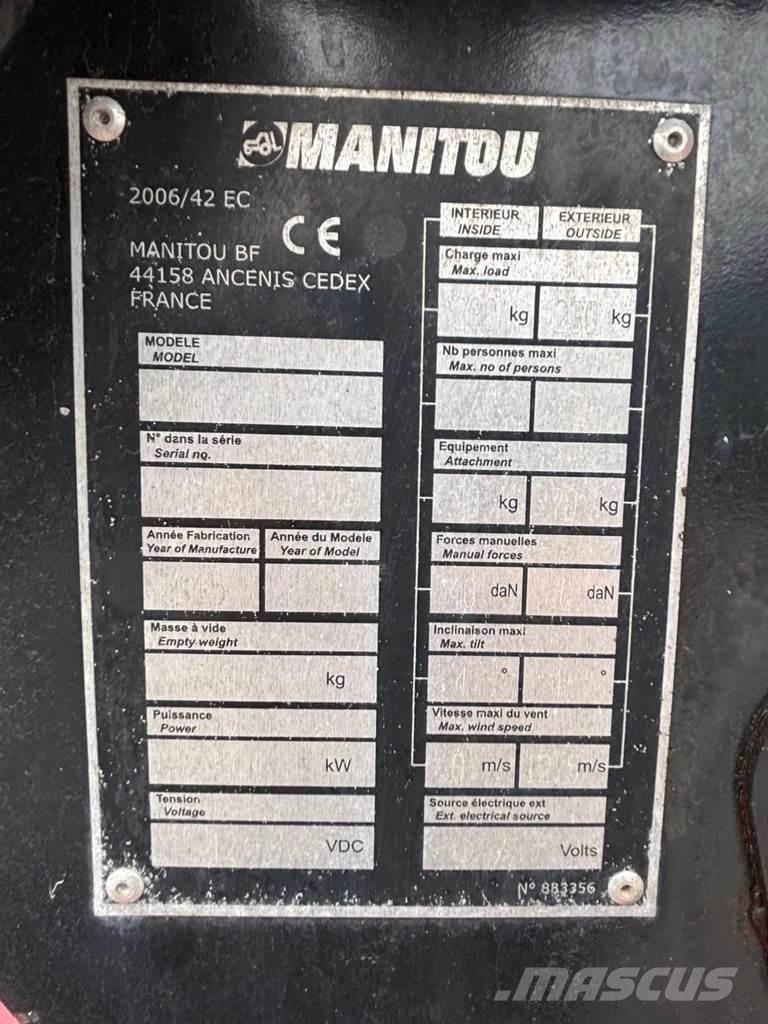 MANITOU
2006/42 EC
CE
MANITOU BF
44158 ANCENIS CEDEX
FRANCE
MODELE
MODEL
N° dans la série
Serial no.
Année Fabrication
Year of Manufacture
Année du Modele
Year of Model
Masse à vide
Empty weight
kg
Puissance
Power
kW
Tension
Voltage
VDC
INTERIEUR
INSIDE
EXTERIEUR
OUTSIDE
Charge maxi
Max. load
kg kg
Nb personnes maxi
Max. no of persons
Equipement
Attachment
kg kg
Forces manuelles
Manual forces
daN daN
Inclinaison maxi
Max. tilt
° °
Vitesse maxi du vent
Max. wind speed
m/s m/s
Source électrique ext
Ext. electrical source
Volts
N° 883356
MASCUS